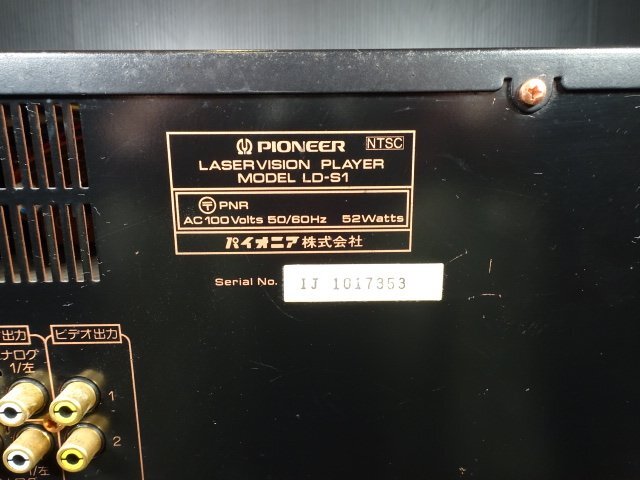 PIONEER NTSC
LASERVISION PLAYER
MODEL LD-S1
〒 PNR
AC 100 Volts 50/60Hz 52Watts
パイオニア株式会社
Serial No. IJ 1017353
出力 ビデオ出力
ナログ
1/左 1
2
1/左